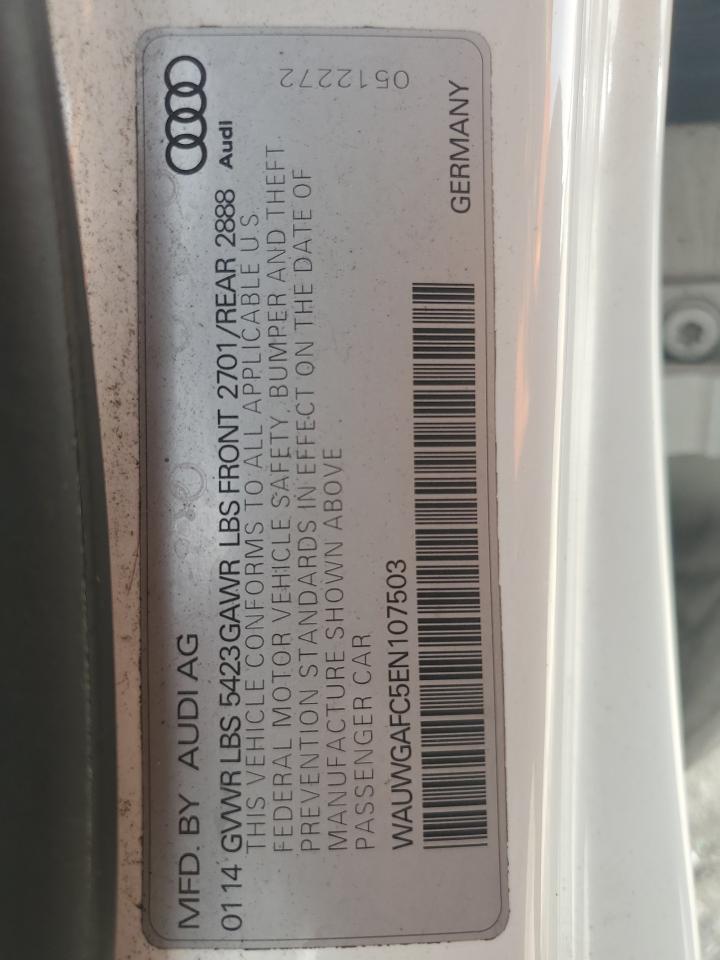 MFD. BY AUDI AG
Audi
01 14 GVWR LBS 5423 GAWR LBS FRONT 2701/REAR 2888
THIS VEHICLE CONFORMS TO ALL APPLICABLE U.S.
FEDERAL MOTOR VEHICLE SAFETY, BUMPER AND THEFT
PREVENTION STANDARDS IN EFFECT ON THE DATE OF
MANUFACTURE SHOWN ABOVE
PASSENGER CAR
0512272
WAUWGAFC5EN107503
GERMANY